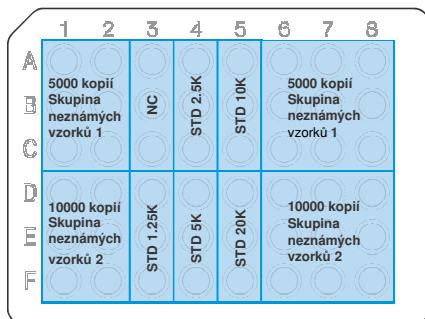 1 2 3 4 5 6 7 8
A
B
C
D
E
F
5000 kopií
Skupina
neznámých
vzorků 1
NC
STD 2.5K
STD 10K
5000 kopií
Skupina
neznámých
vzorků 1
10000 kopií
Skupina
neznámých
vzorků 2
STD 1.25K
STD 5K
STD 20K
10000 kopií
Skupina
neznámých
vzorků 2